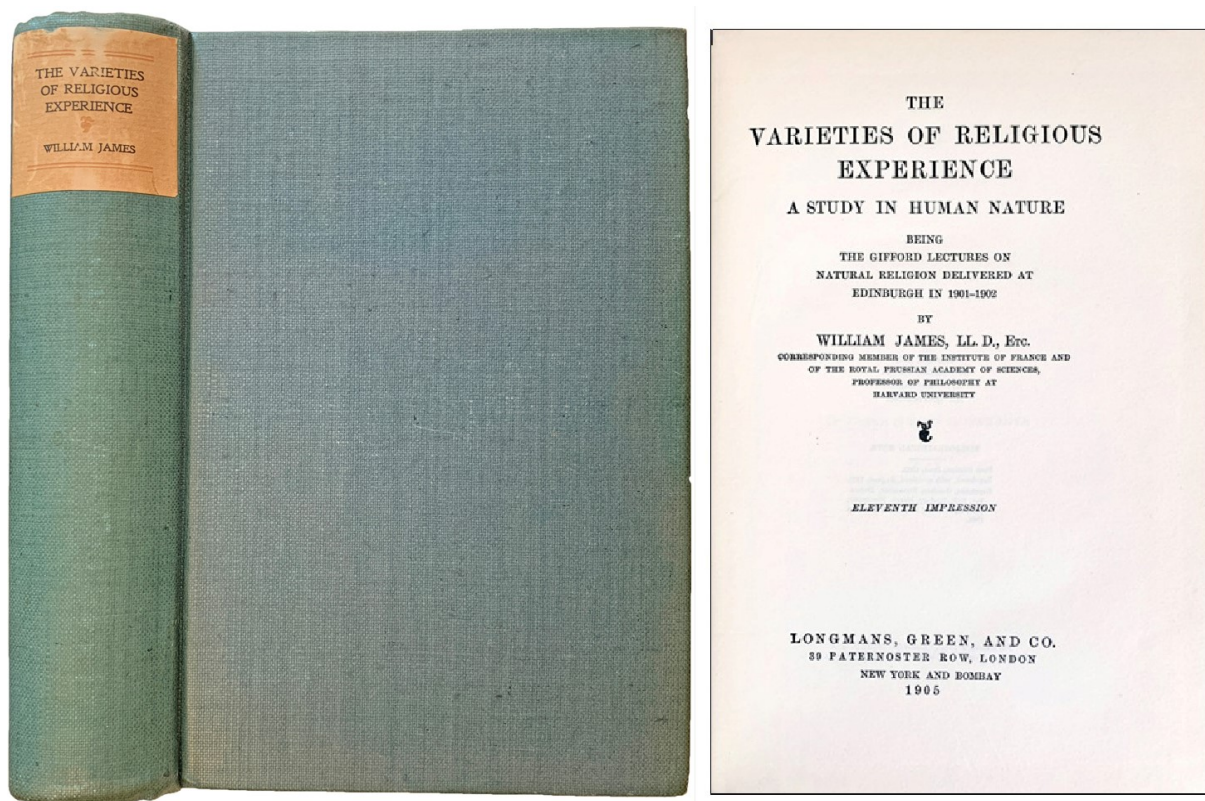 THE VARIETIES
OF RELIGIOUS
EXPERIENCE
WILLIAM JAMES
THE
VARIETIES OF RELIGIOUS
EXPERIENCE
A STUDY IN HUMAN NATURE
BEING
THE GIFFORD LECTURES ON
NATURAL RELIGION DELIVERED AT
EDINBURGH IN 1901–1902
BY
WILLIAM JAMES, LL. D., Etc.
CORRESPONDING MEMBER OF THE INSTITUTE OF FRANCE AND
OF THE ROYAL PRUSSIAN ACADEMY OF SCIENCES,
PROFESSOR OF PHILOSOPHY AT
HARVARD UNIVERSITY
ELEVENTH IMPRESSION
LONGMANS, GREEN, AND CO.
39 PATERNOSTER ROW, LONDON
NEW YORK AND BOMBAY
1905